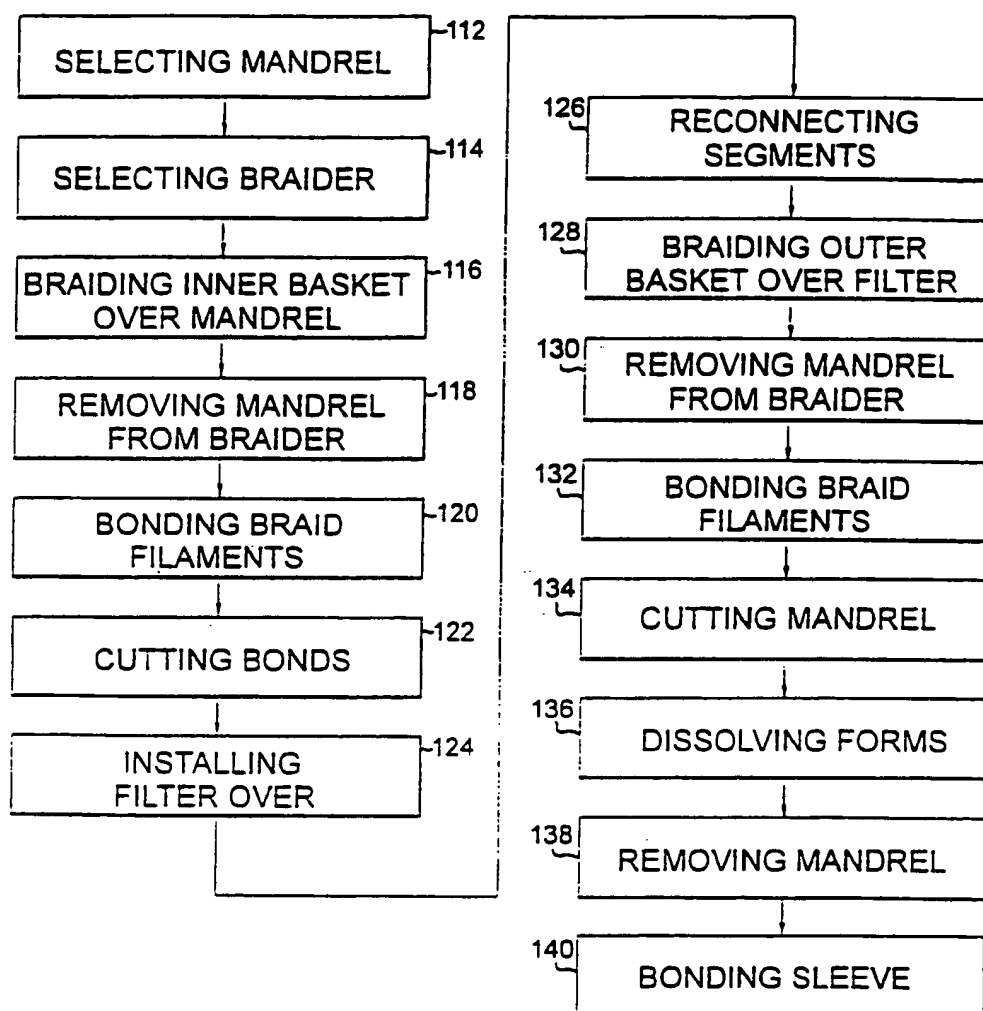 112
SELECTING MANDREL
114
SELECTING BRAIDER
116
BRAIDING INNER BASKET
OVER MANDREL
118
REMOVING MANDREL
FROM BRAIDER
120
BONDING BRAID
FILAMENTS
122
CUTTING BONDS
124
INSTALLING
FILTER OVER
126
RECONNECTING
SEGMENTS
128
BRAIDING OUTER
BASKET OVER FILTER
130
REMOVING MANDREL
FROM BRAIDER
132
BONDING BRAID
FILAMENTS
134
CUTTING MANDREL
136
DISSOLVING FORMS
138
REMOVING MANDREL
140
BONDING SLEEVE